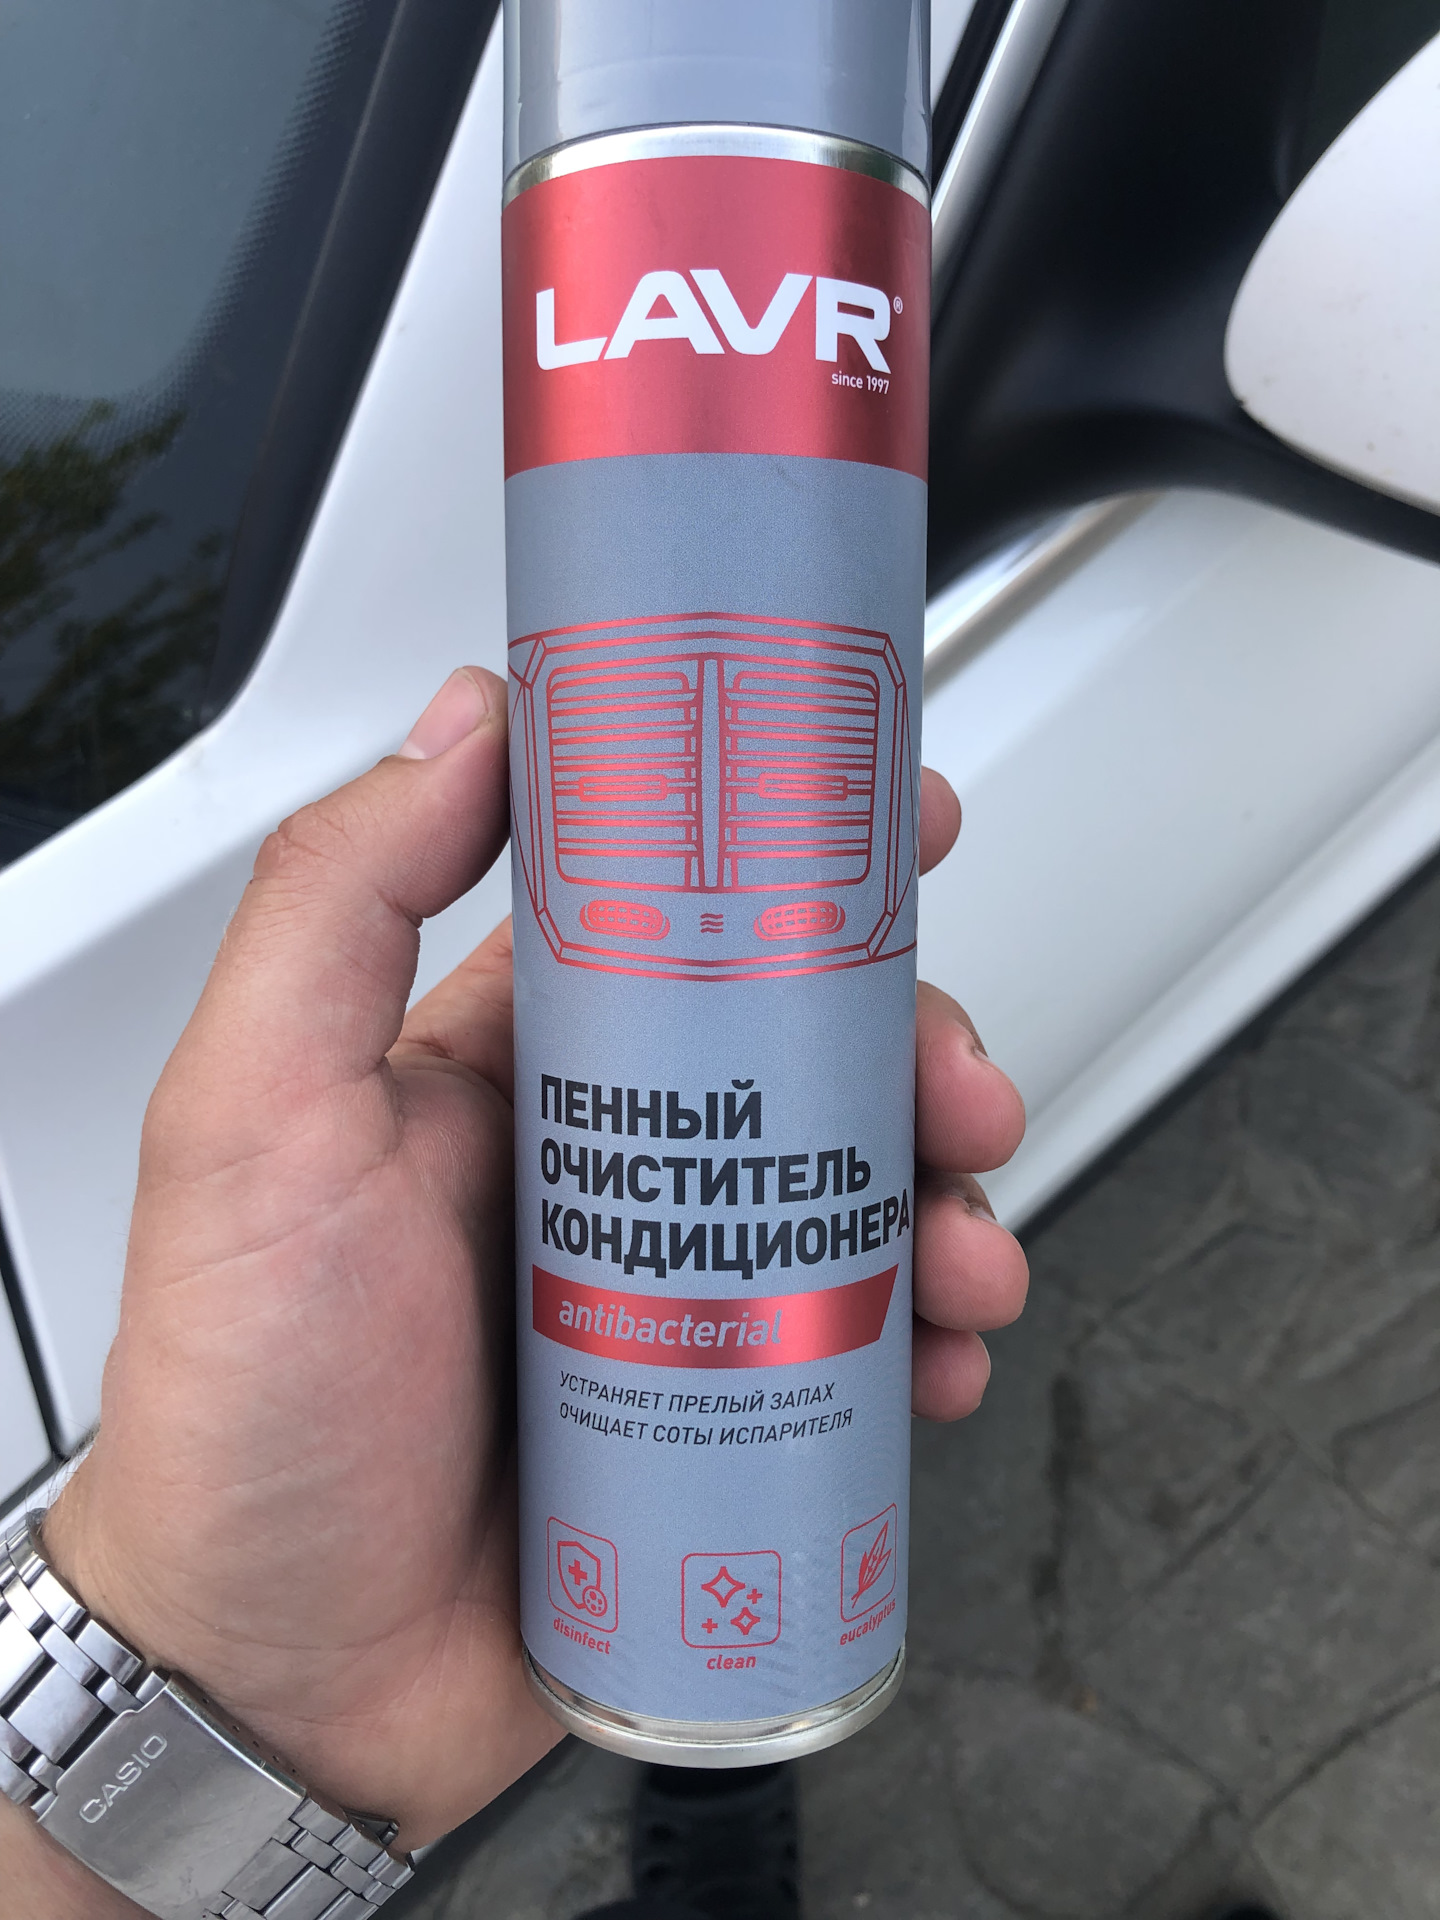 LAVR®
since 1997
ПЕННЫЙ
ОЧИСТИТЕЛЬ
КОНДИЦИОНЕРА
antibacterial
УСТРАНЯЕТ ПРЕЛЫЙ ЗАПАХ
ОЧИЩАЕТ СОТЫ ИСПАРИТЕЛЯ
disinfect
clean
eucalyptus
CASIO